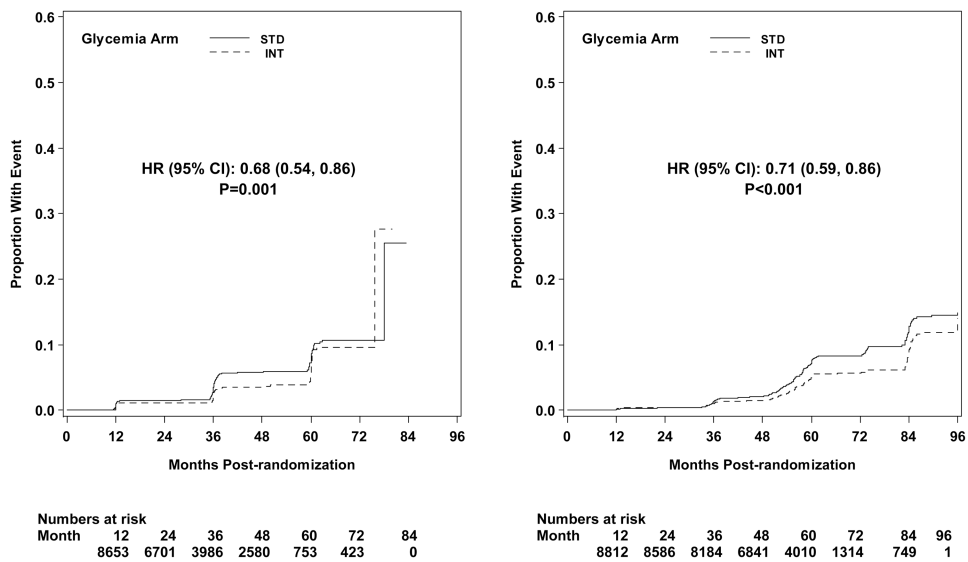 0.6
0.5
0.4
0.3
0.2
0.1
0.0
Proportion With Event
Glycemia Arm
STD
INT
HR (95% CI): 0.68 (0.54, 0.86)
P=0.001
0 12 24 36 48 60 72 84 96
Months Post-randomization
Numbers at risk
Month 12 24 36 48 60 72 84
8653 6701 3986 2580 753 423 0
0.6
0.5
0.4
0.3
0.2
0.1
0.0
Proportion With Event
Glycemia Arm
STD
INT
HR (95% CI): 0.71 (0.59, 0.86)
P<0.001
0 12 24 36 48 60 72 84 96
Months Post-randomization
Numbers at risk
Month 12 24 36 48 60 72 84 96
8812 8586 8184 6841 4010 1314 749 1